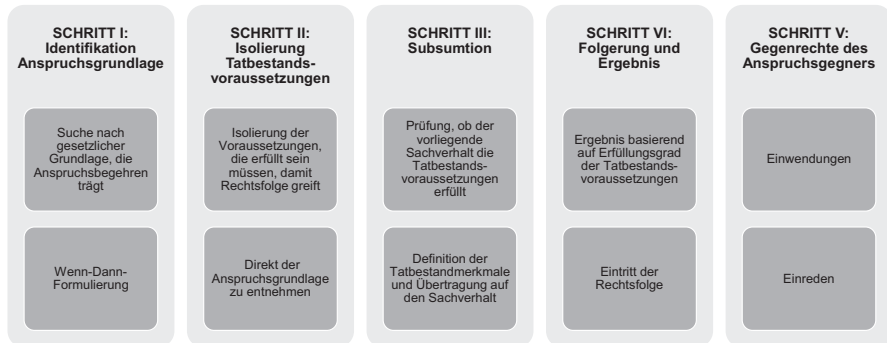 SCHRITT I:
Identifikation
Anspruchsgrundlage
Suche nach
gesetzlicher
Grundlage, die
Anspruchsbegehren
trägt
Wenn-Dann-
Formulierung
SCHRITT II:
Isolierung
Tatbestands-
voraussetzungen
Isolierung der
Voraussetzungen,
die erfüllt sein
müssen, damit
Rechtsfolge greift
Direkt der
Anspruchsgrundlage
zu entnehmen
SCHRITT III:
Subsumtion
Prüfung, ob der
vorliegende
Sachverhalt die
Tatbestands-
voraussetzungen
erfüllt
Definition der
Tatbestandmerkmale
und Übertragung auf
den Sachverhalt
SCHRITT VI:
Folgerung und
Ergebnis
Ergebnis basierend
auf Erfüllungsgrad
der Tatbestands-
voraussetzungen
Eintritt der
Rechtsfolge
SCHRITT V:
Gegenrechte des
Anspruchsgegners
Einwendungen
Einreden